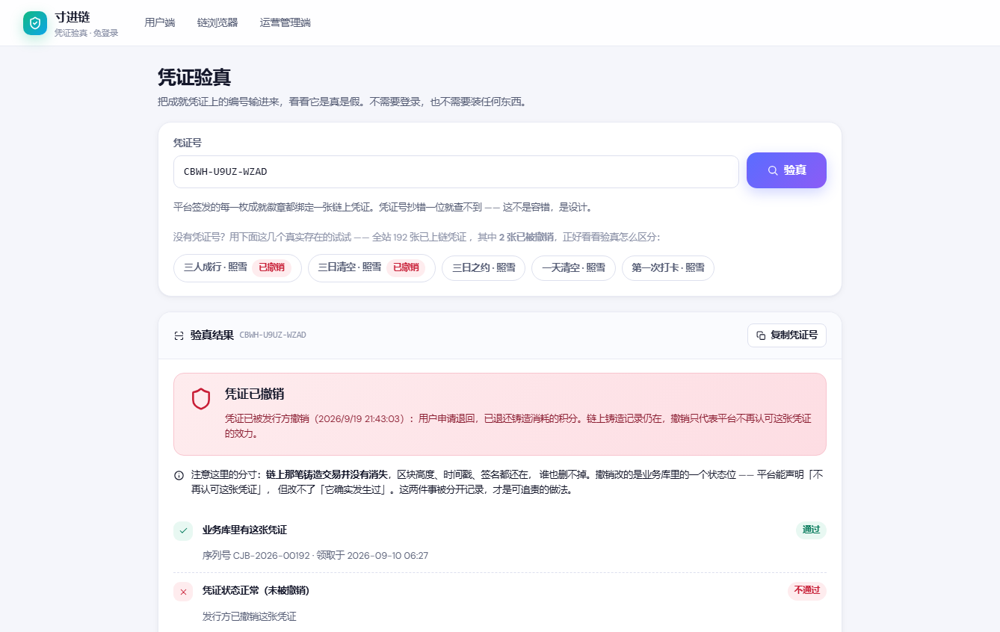 寸进链
凭证验真 · 免登录
用户端
链浏览器
运营管理端
凭证验真
把成就凭证上的编号输进来，看看它是真是假。不需要登录，也不需要装任何东西。
凭证号
CBWH-U9UZ-WZAD
验真
平台签发的每一枚成就徽章都绑定一张链上凭证。凭证号抄错一位就查不到 —— 这不是容错，是设计。
没有凭证号？用下面这几个真实存在的试试 —— 全站 192 张已上链凭证 ，其中 2 张已被撤销，正好看看验真怎么区分：
三人成行 · 照雪 已撤销
三日清空 · 照雪 已撤销
三日之约 · 照雪
一天清空 · 照雪
第一次打卡 · 照雪
验真结果 CBWH-U9UZ-WZAD
复制凭证号
凭证已撤销
凭证已被发行方撤销（2026/9/19 21:43:03）：用户申请退回，已退还铸造消耗的积分。链上铸造记录仍在，撤销只代表平台不再认可这张凭证
的效力。
注意这里的分寸：链上那笔铸造交易并没有消失，区块高度、时间戳、签名都还在， 谁也删不掉。撤销改的是业务库里的一个状态位 —— 平台能声明「不
再认可这张凭证」， 但改不了「它确实发生过」。这两件事被分开记录，才是可追责的做法。
业务库里有这张凭证
通过
序列号 CJB-2026-00192 · 领取于 2026-09-10 06:27
凭证状态正常（未被撤销）
不通过
发行方已撤销这张凭证